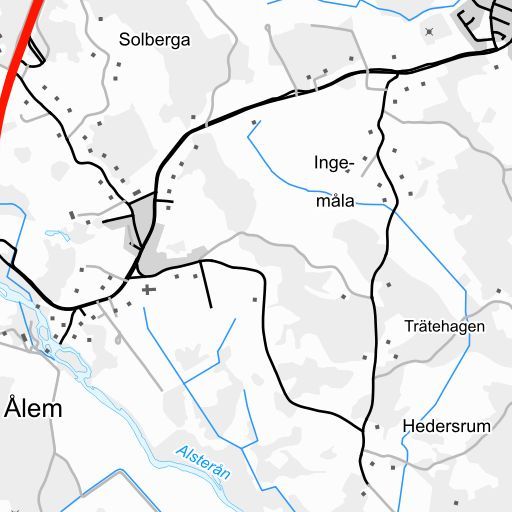 Solberga
Inge-
måla
Trätehagen
Ålem
Hedersrum
Alsterån